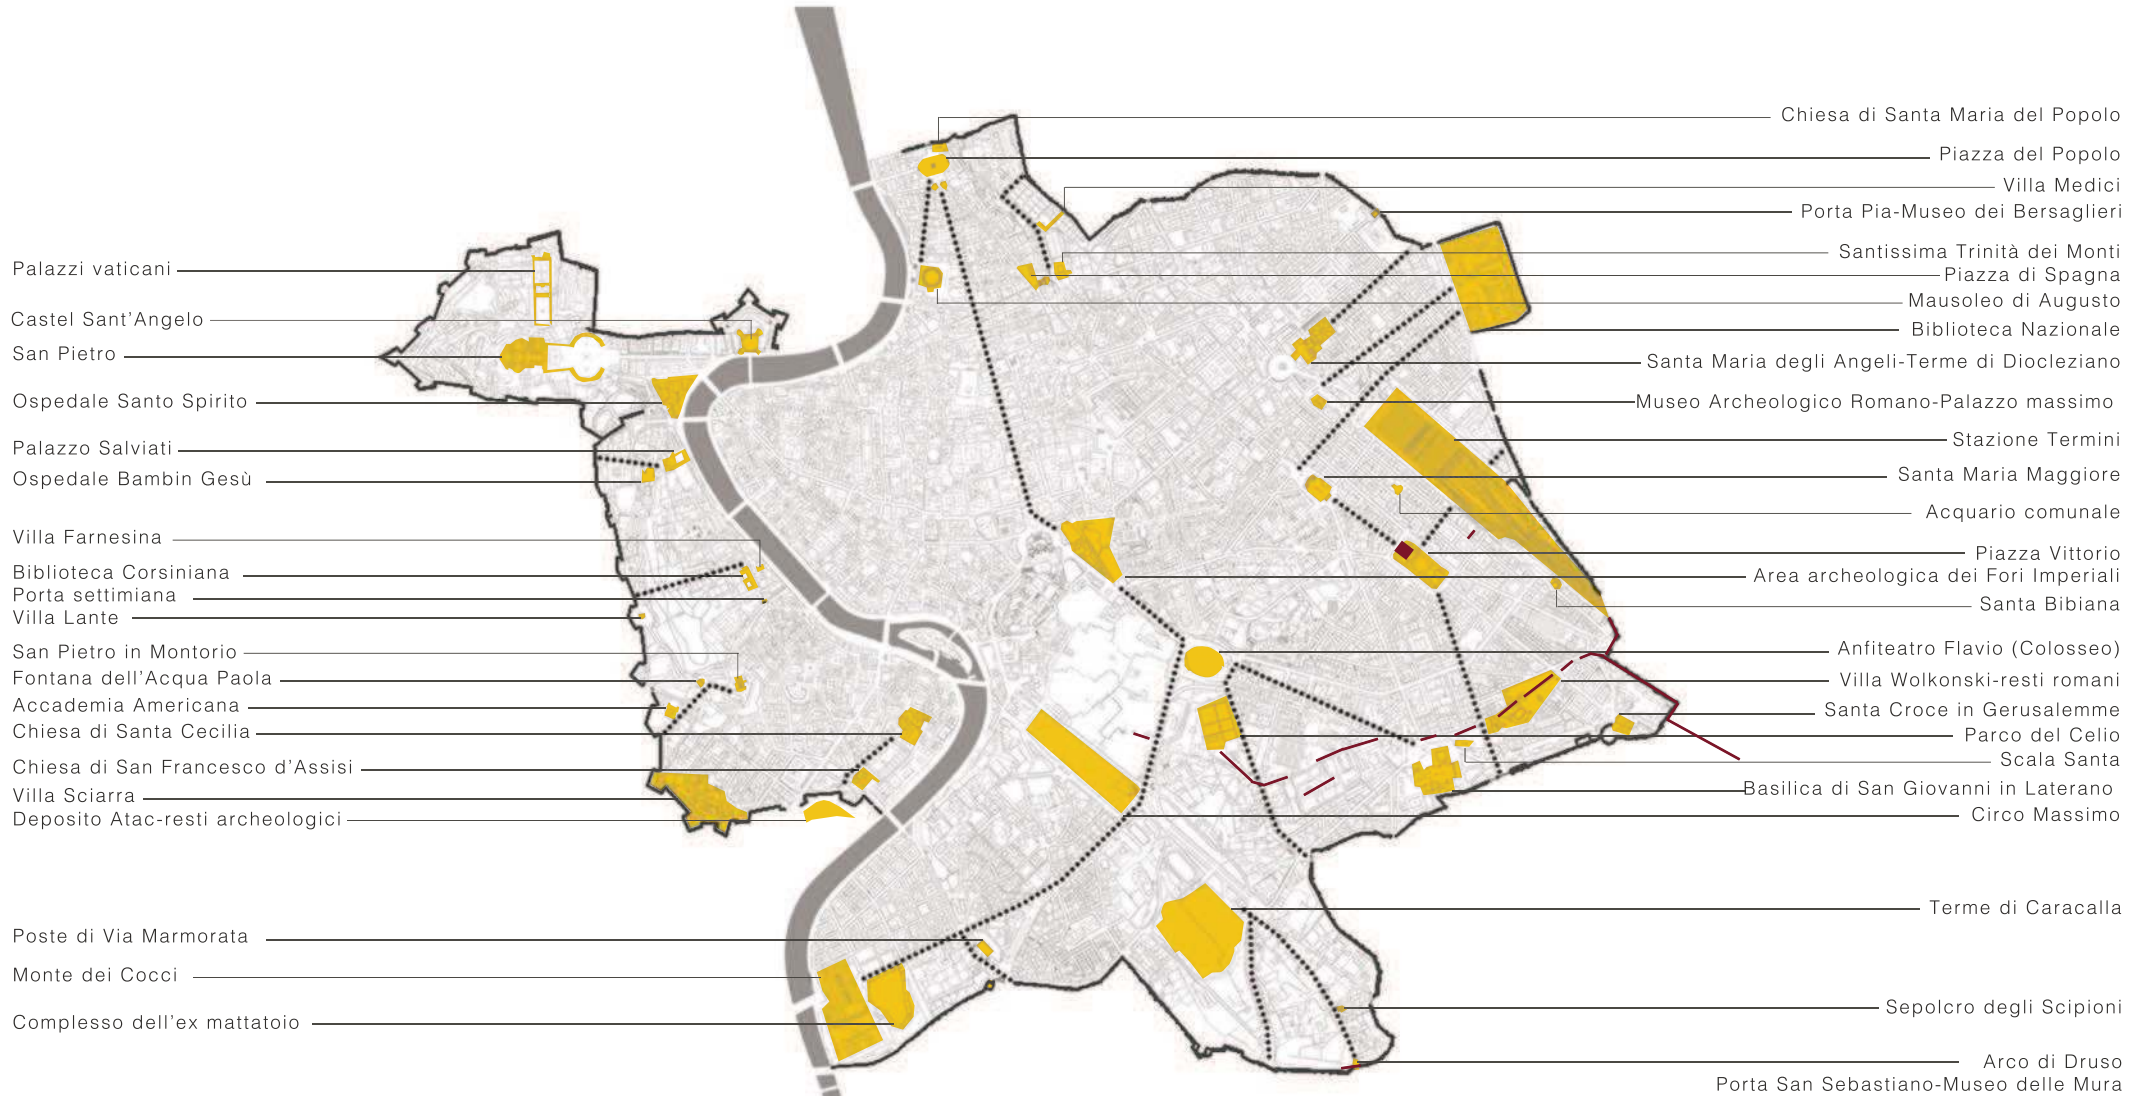 Palazzi vaticani
Castel Sant'Angelo
San Pietro
Ospedale Santo Spirito
Palazzo Salviati
Ospedale Bambin Gesù
Villa Farnesina
Biblioteca Corsiniana
Porta settimiana
Villa Lante
San Pietro in Montorio
Fontana dell'Acqua Paola
Accademia Americana
Chiesa di Santa Cecilia
Chiesa di San Francesco d'Assisi
Villa Sciarra
Deposito Atac-resti archeologici
Poste di Via Marmorata
Monte dei Cocci
Complesso dell'ex mattatoio
Chiesa di Santa Maria del Popolo
Piazza del Popolo
Villa Medici
Porta Pia-Museo dei Bersaglieri
Santissima Trinità dei Monti
Piazza di Spagna
Mausoleo di Augusto
Biblioteca Nazionale
Santa Maria degli Angeli-Terme di Diocleziano
Museo Archeologico Romano-Palazzo massimo
Stazione Termini
Santa Maria Maggiore
Acquario comunale
Piazza Vittorio
Area archeologica dei Fori Imperiali
Santa Bibiana
Anfiteatro Flavio (Colosseo)
Villa Wolkonski-resti romani
Santa Croce in Gerusalemme
Parco del Celio
Scala Santa
Basilica di San Giovanni in Laterano
Circo Massimo
Terme di Caracalla
Sepolcro degli Scipioni
Arco di Druso
Porta San Sebastiano-Museo delle Mura